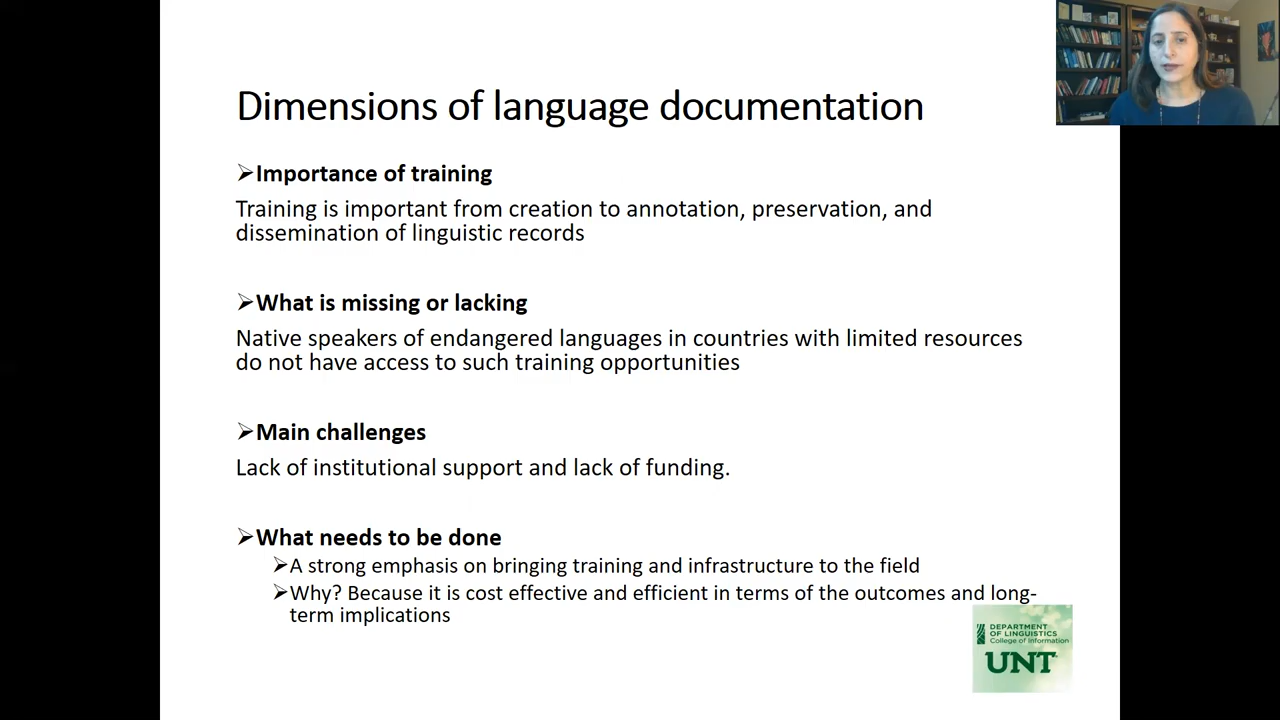 Dimensions of language documentation
➢Importance of training
Training is important from creation to annotation, preservation, and
dissemination of linguistic records
➢What is missing or lacking
Native speakers of endangered languages in countries with limited resources
do not have access to such training opportunities
➢Main challenges
Lack of institutional support and lack of funding.
➢What needs to be done
➢A strong emphasis on bringing training and infrastructure to the field
➢Why? Because it is cost effective and efficient in terms of the outcomes and long-
term implications
DEPARTMENT
OF LINGUISTICS
College of Information
UNT